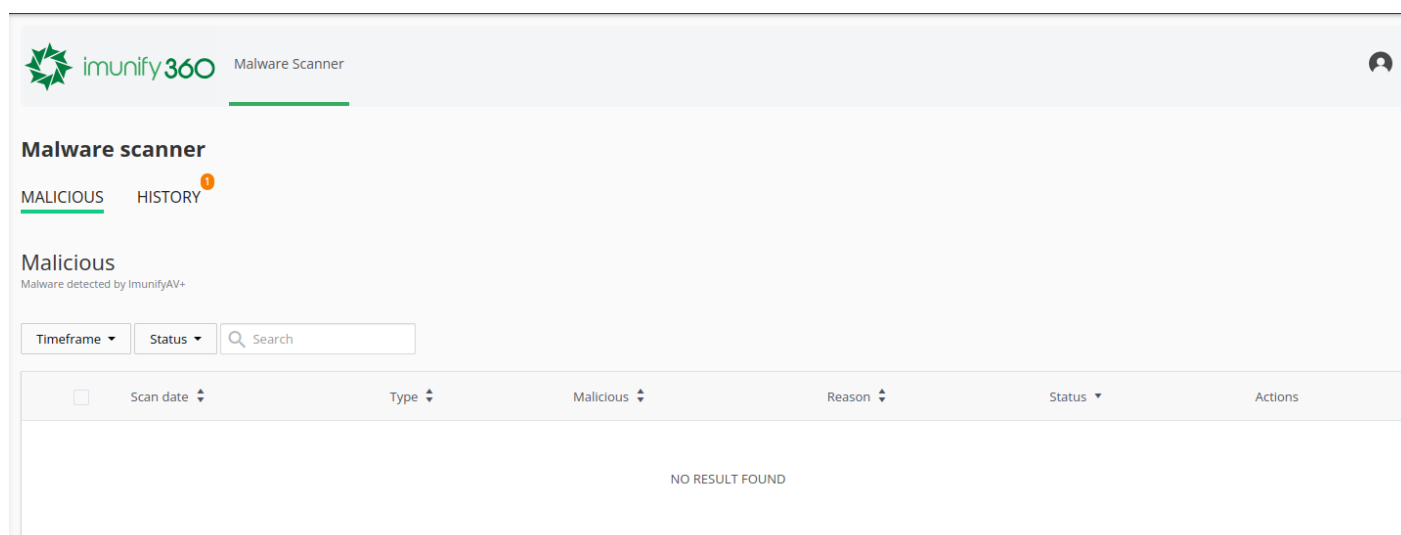 imunify360 Malware Scanner
Malware scanner
MALICIOUS HISTORY 1
Malicious
Malware detected by ImunifyAV+
Timeframe Status Search
Scan date Type Malicious Reason Status Actions
NO RESULT FOUND